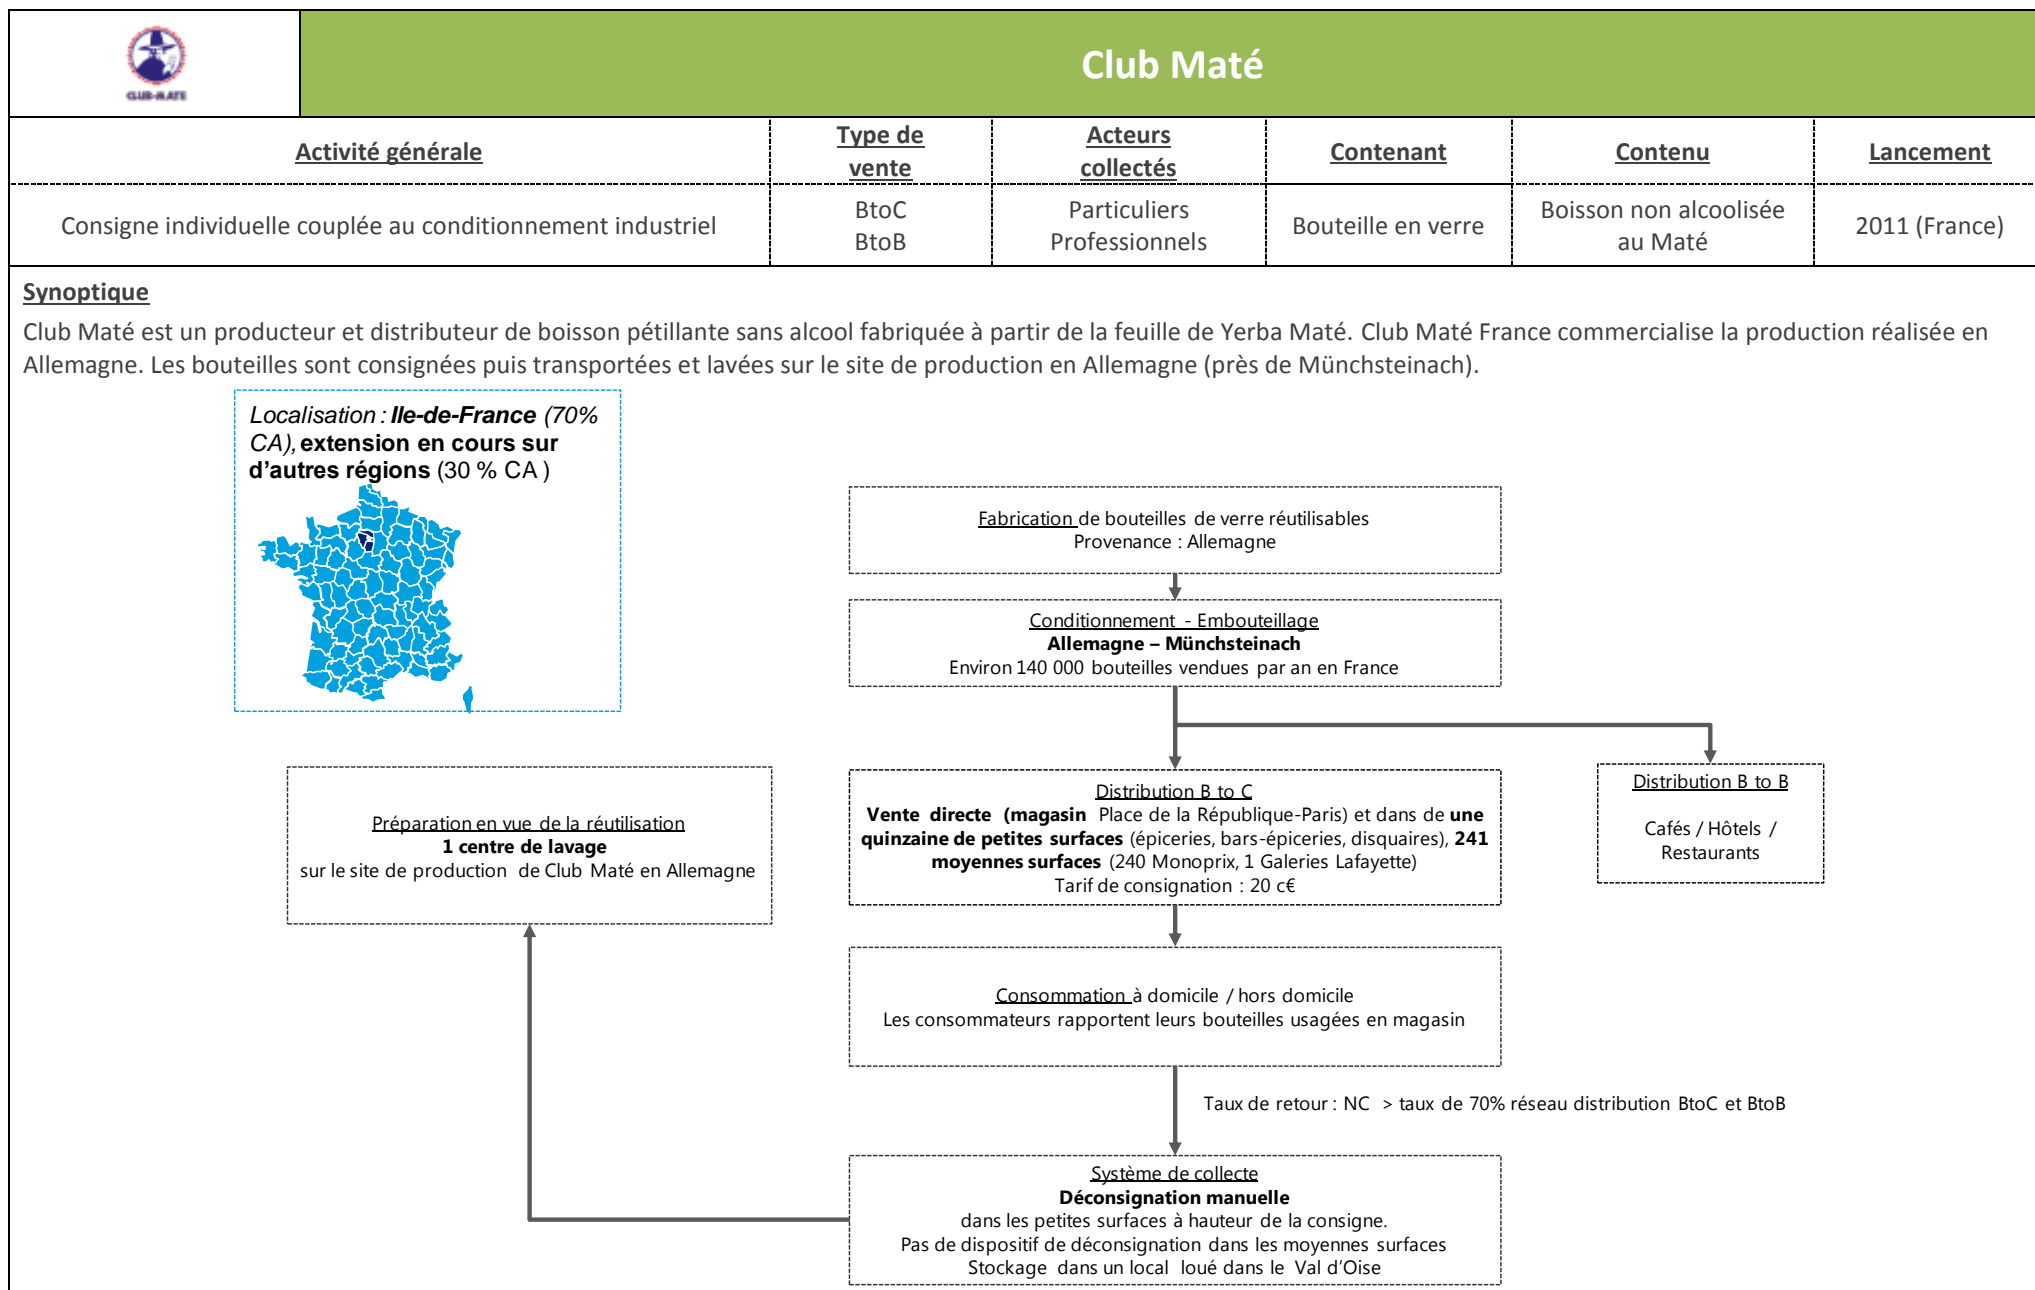 CLUB-MATE
Club Maté
Activité générale
Type de
vente
Acteurs
collectés
Contenant
Contenu
Lancement
Consigne individuelle couplée au conditionnement industriel
BtoC
BtoB
Particuliers
Professionnels
Bouteille en verre
Boisson non alcoolisée
au Maté
2011 (France)
Synoptique
Club Maté est un producteur et distributeur de boisson pétillante sans alcool fabriquée à partir de la feuille de Yerba Maté. Club Maté France commercialise la production réalisée en
Allemagne. Les bouteilles sont consignées puis transportées et lavées sur le site de production en Allemagne (près de Münchsteinach).
Localisation : Ile-de-France (70%
CA), extension en cours sur
d'autres régions (30 % CA )
Fabrication de bouteilles de verre réutilisables
Provenance : Allemagne
Conditionnement - Embouteillage
Allemagne – Münchsteinach
Environ 140 000 bouteilles vendues par an en France
Préparation en vue de la réutilisation
1 centre de lavage
sur le site de production de Club Maté en Allemagne
Distribution B to C
Vente directe (magasin Place de la République-Paris) et dans de une
quinzaine de petites surfaces (épiceries, bars-épiceries, disquaires), 241
moyennes surfaces (240 Monoprix, 1 Galeries Lafayette)
Tarif de consignation : 20 c€
Distribution B to B
Cafés / Hôtels /
Restaurants
Consommation à domicile / hors domicile
Les consommateurs rapportent leurs bouteilles usagées en magasin
Taux de retour : NC > taux de 70% réseau distribution BtoC et BtoB
Système de collecte
Déconsignation manuelle
dans les petites surfaces à hauteur de la consigne.
Pas de dispositif de déconsignation dans les moyennes surfaces
Stockage dans un local loué dans le Val d'Oise